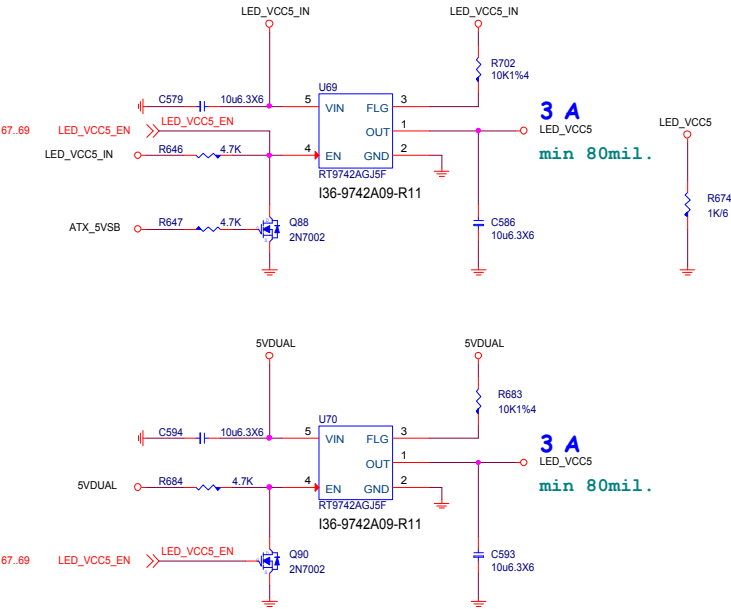 LED_VCC5_IN
LED_VCC5_IN
R702
10K1%4
U69
C579
10u6.3X6
5
VIN
FLG
3
OUT
1
4
EN
GND
2
RT9742AGJ5F
I36-9742A09-R11
67..69
LED_VCC5_EN
LED_VCC5_EN
LED_VCC5_IN
R646
4.7K
ATX_5VSB
R647
4.7K
Q88
2N7002
3 A
LED_VCC5
min 80mil.
C586
10u6.3X6
LED_VCC5
R674
1K/6
5VDUAL
5VDUAL
R683
10K1%4
U70
C594
10u6.3X6
5
VIN
FLG
3
OUT
1
4
EN
GND
2
RT9742AGJ5F
I36-9742A09-R11
5VDUAL
R684
4.7K
67..69
LED_VCC5_EN
LED_VCC5_EN
Q90
2N7002
3 A
LED_VCC5
min 80mil.
C593
10u6.3X6